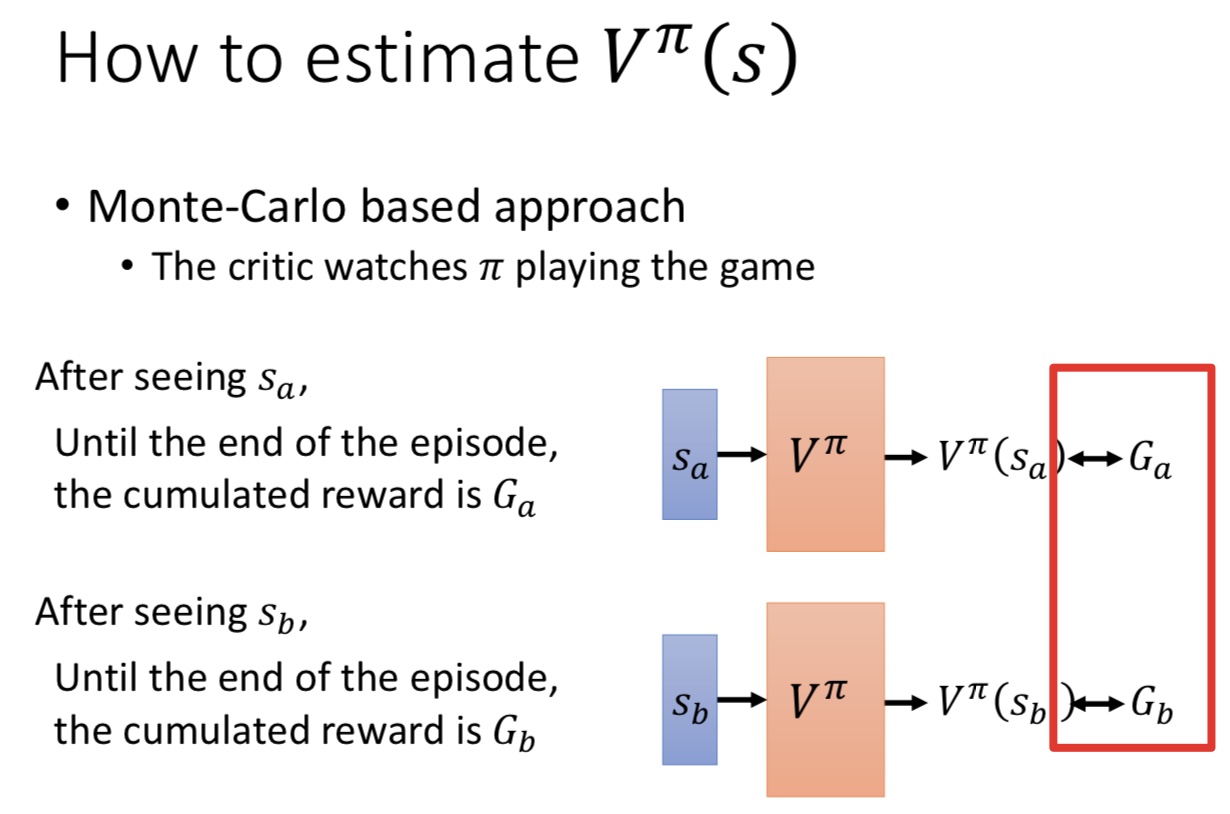 How to estimate $V^\pi(s)$
• Monte-Carlo based approach
• The critic watches $\pi$ playing the game
After seeing $s_a$,
Until the end of the episode,
the cumulated reward is $G_a$
$s_a$ → $V^\pi$ → $V^\pi(s_a)$ ↔ $G_a$
After seeing $s_b$,
Until the end of the episode,
the cumulated reward is $G_b$
$s_b$ → $V^\pi$ → $V^\pi(s_b)$ ↔ $G_b$